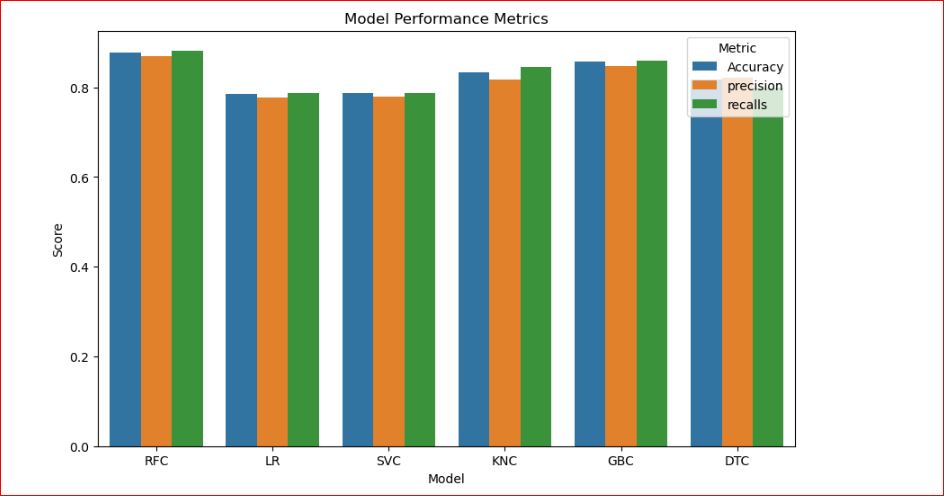 Model Performance Metrics
Metric
Accuracy
precision
recalls
0.8
0.6
0.4
0.2
0.0
Score
RFC LR SVC KNC GBC DTC
Model